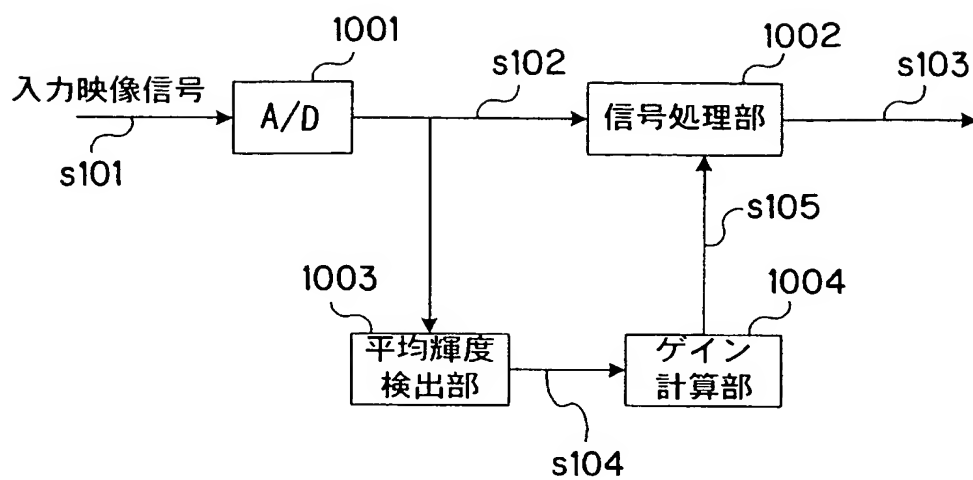 1001
1002
s102
s103
入力映像信号
A/D
信号処理部
s101
s105
1003
1004
平均輝度
検出部
ゲイン
計算部
s104